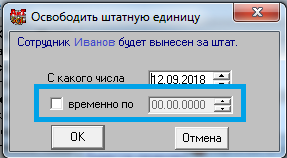 Освободить штатную единицу
Сотрудник Иванов будет вынесен за штат.
С какого числа 12.09.2018
временно по 00.00.0000
OK Отмена